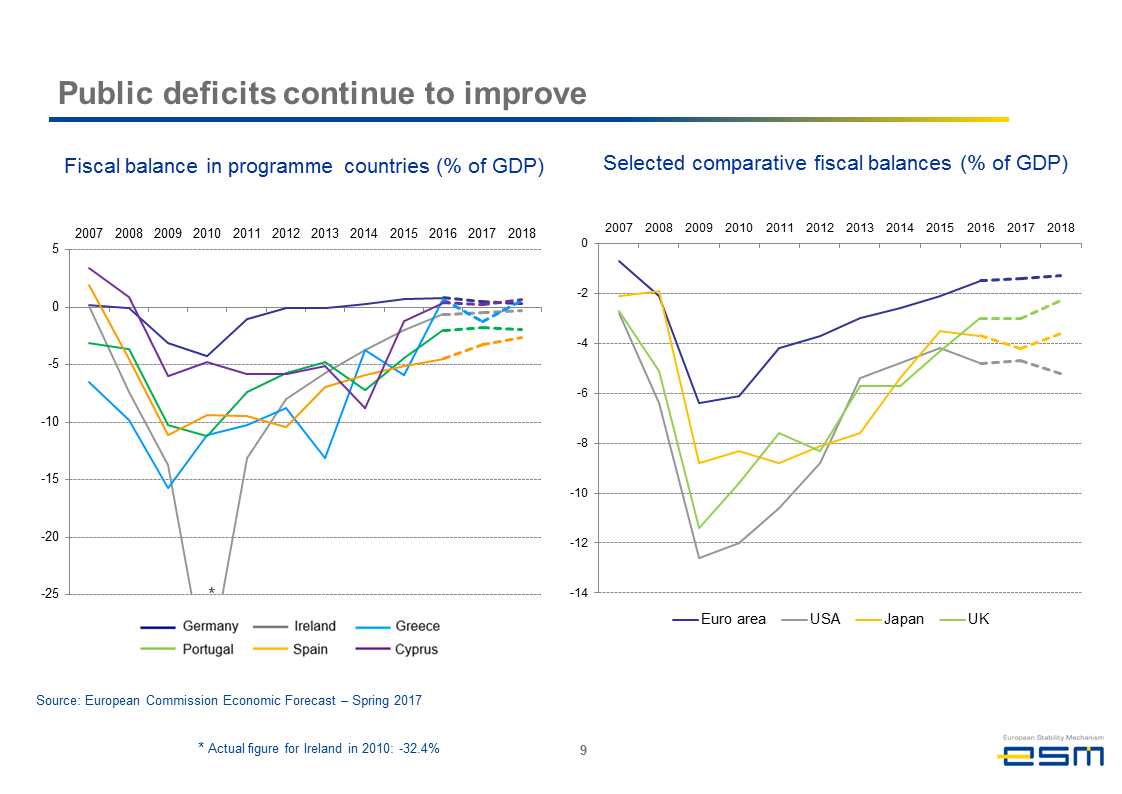 Public deficits continue to improve
Fiscal balance in programme countries (% of GDP)
2007 2008 2009 2010 2011 2012 2013 2014 2015 2016 2017 2018
5
0
-5
-10
-15
-20
-25
*
Germany Ireland Greece
Portugal Spain Cyprus
Selected comparative fiscal balances (% of GDP)
2007 2008 2009 2010 2011 2012 2013 2014 2015 2016 2017 2018
0
-2
-4
-6
-8
-10
-12
-14
Euro area USA Japan UK
Source: European Commission Economic Forecast – Spring 2017
* Actual figure for Ireland in 2010: -32.4%
9
European Stability Mechanism
esm